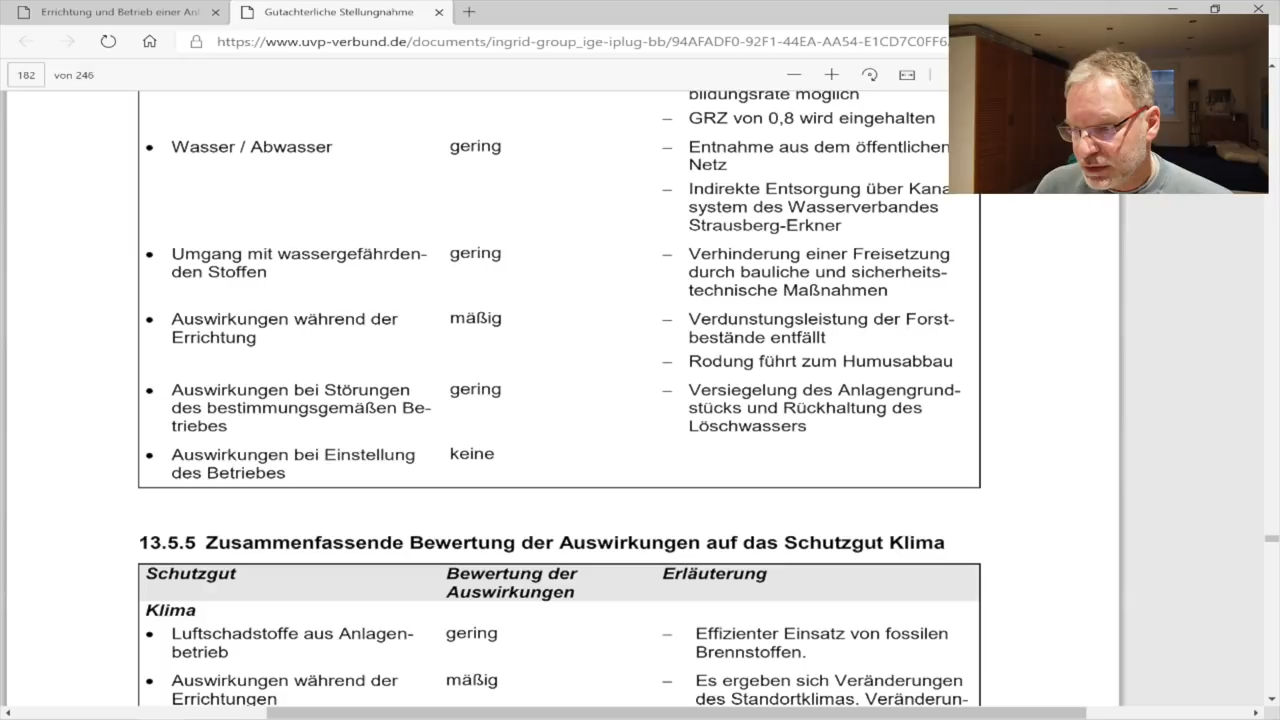 Errichtung und Betrieb einer Anl
Gutachterliche Stellungnahme
https://www.uvp-verbund.de/documents/ingrid-group_ige-iplug-bb/94AFADF0-92F1-44EA-AA54-E1CD7C0FF6
182 von 246
bildungsrate möglich
– GRZ von 0,8 wird eingehalten
• Wasser / Abwasser gering – Entnahme aus dem öffentlichen
Netz
– Indirekte Entsorgung über Kana
system des Wasserverbandes
Strausberg-Erkner
• Umgang mit wassergefährden- gering – Verhinderung einer Freisetzung
den Stoffen durch bauliche und sicherheits-
technische Maßnahmen
• Auswirkungen während der mäßig – Verdunstungsleistung der Forst-
Errichtung bestände entfällt
– Rodung führt zum Humusabbau
• Auswirkungen bei Störungen gering – Versiegelung des Anlagengrund-
des bestimmungsgemäßen Be- stücks und Rückhaltung des
triebes Löschwassers
• Auswirkungen bei Einstellung keine
des Betriebes
13.5.5 Zusammenfassende Bewertung der Auswirkungen auf das Schutzgut Klima
Schutzgut Bewertung der Erläuterung
Auswirkungen
Klima
• Luftschadstoffe aus Anlagen- gering – Effizienter Einsatz von fossilen
betrieb Brennstoffen.
• Auswirkungen während der mäßig – Es ergeben sich Veränderungen
Errichtungen des Standortklimas. Veränderun-